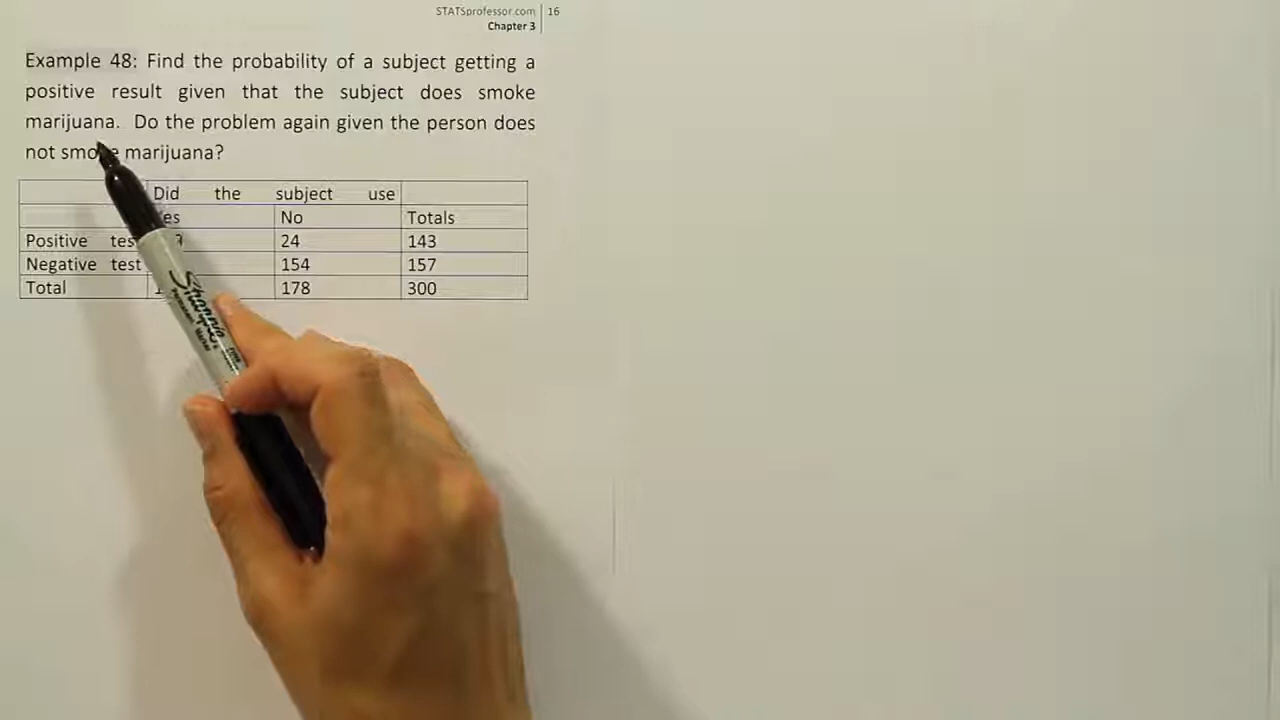 STATSprofessor.com 16
Chapter 3
Example 48: Find the probability of a subject getting a
positive result given that the subject does smoke
marijuana. Do the problem again given the person does
not marijuana?
Did the subject use
No Totals
Positive 24 143
Negative test 154 157
Total 178 300
Sharpie